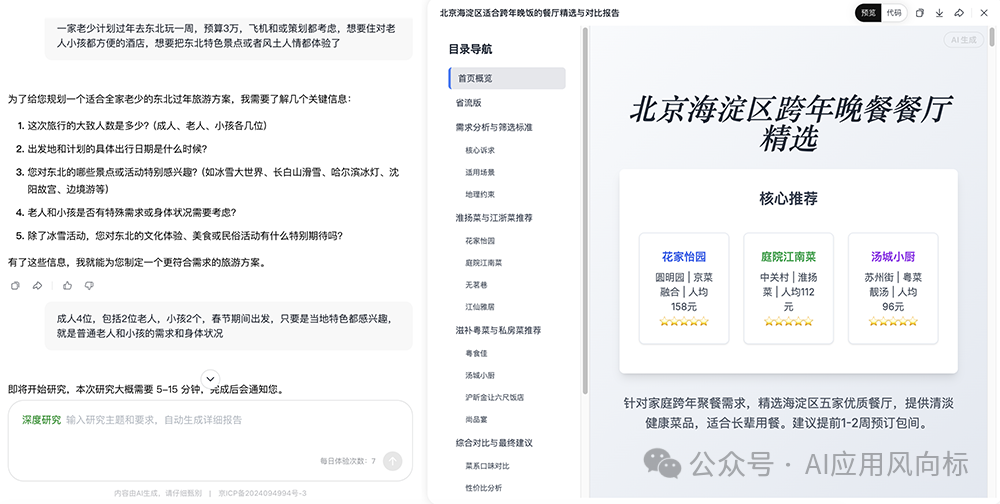 一家老少计划过年去东北玩一周，预算3万，飞机和或策划都考虑，想要住对老
人小孩都方便的酒店，想要把东北特色景点或者风土人情都体验了
为了给您规划一个适合全家老少的东北过年旅游方案，我需要了解几个关键信息：
1. 这次旅行的大致人数是多少？(成人、老人、小孩各几位)
2. 出发地和计划的具体出行日期是什么时候？
3. 您对东北的哪些景点或活动特别感兴趣？(如冰雪大世界、长白山滑雪、哈尔滨冰灯、沈
阳故宫、边境游等)
4. 老人和小孩是否有特殊需求或身体状况需要考虑？
5. 除了冰雪活动，您对东北的文化体验、美食或民俗活动有什么特别期待吗？
有了这些信息，我就能为您制定一个更符合需求的旅游方案。
成人4位，包括2位老人，小孩2个，春节期间出发，只要是当地特色都感兴趣，
就是普通老人和小孩的需求和身体状况
即将开始研究，本次研究大概需要 5-15 分钟，完成后会通知您。
深度研究 输入研究主题和要求，自动生成详细报告
每日体验次数：7
内容由AI生成，请仔细甄别 | 京ICP备2024094994号-3
北京海淀区适合跨年晚饭的餐厅精选与对比报告
预览 代码
目录导航
首页概览
省流版
需求分析与筛选标准
核心诉求
适用场景
地理约束
淮扬菜与江浙菜推荐
花家怡园
庭院江南菜
无茗巷
江仙雅居
滋补粤菜与私房菜推荐
粤食佳
汤城小厨
沪新金让六尺饭店
尚品宴
综合对比与最终建议
菜系口味对比
性价比分析
AI 生成
北京海淀区跨年晚餐餐厅
精选
核心推荐
花家怡园
圆明园 | 京菜
融合 | 人均
158元
庭院江南菜
中关村 | 淮扬
菜 | 人均112
元
汤城小厨
苏州街 | 粤菜
靓汤 | 人均
96元
针对家庭跨年聚餐需求，精选海淀区五家优质餐厅，提供清淡
健康菜品，适合长辈用餐。建议提前1-2周预订包间。
公众号 · AI应用风向标